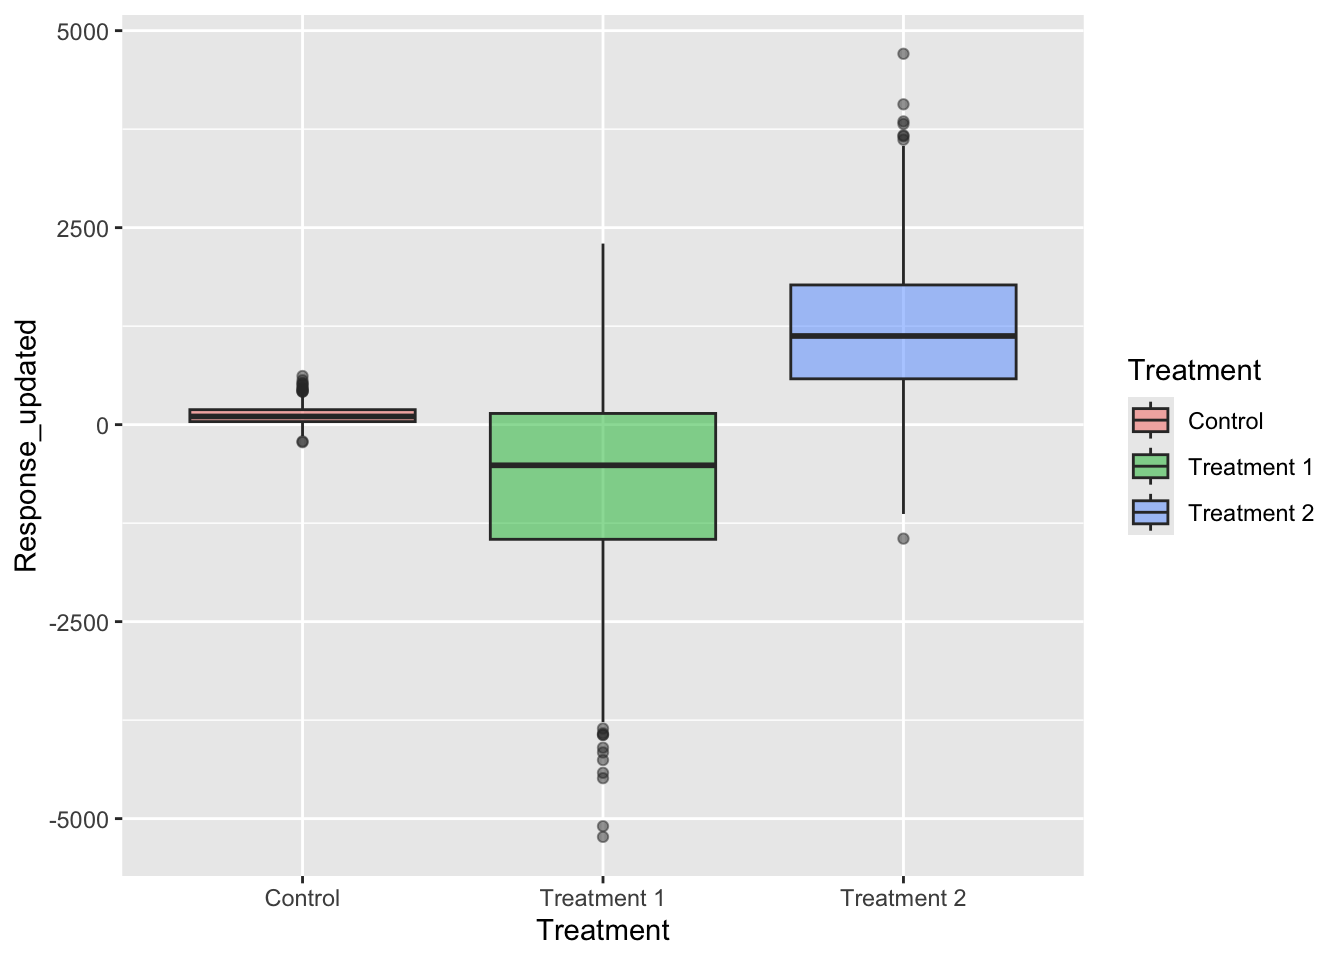 5000
2500
0
-2500
-5000
Response_updated
Control
Treatment 1
Treatment 2
Treatment
Treatment
Control
Treatment 1
Treatment 2